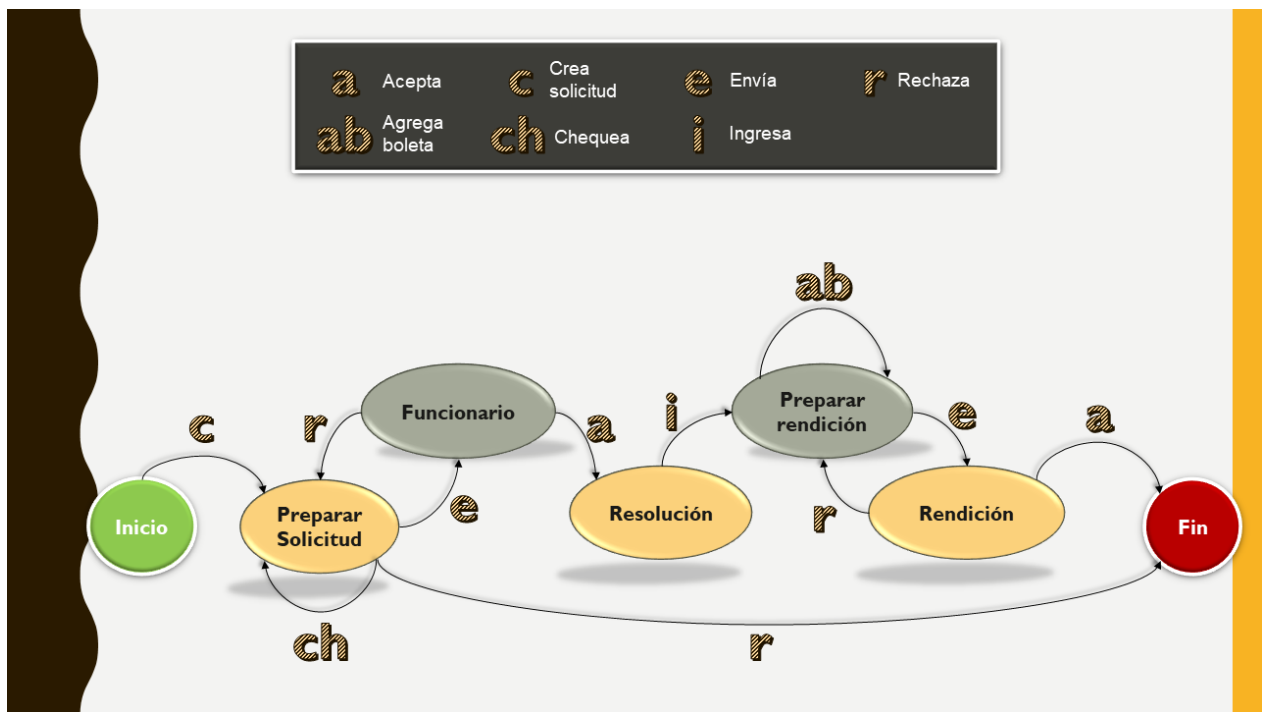 a Acepta
c Crea
solicitud
e Envía
r Rechaza
ab Agrega
boleta
ch Chequea
i Ingresa
ab
Preparar
rendición
Funcionario
c
r
a
i
e
a
Inicio
Preparar
Solicitud
e
Resolución
r
Rendición
Fin
ch
r